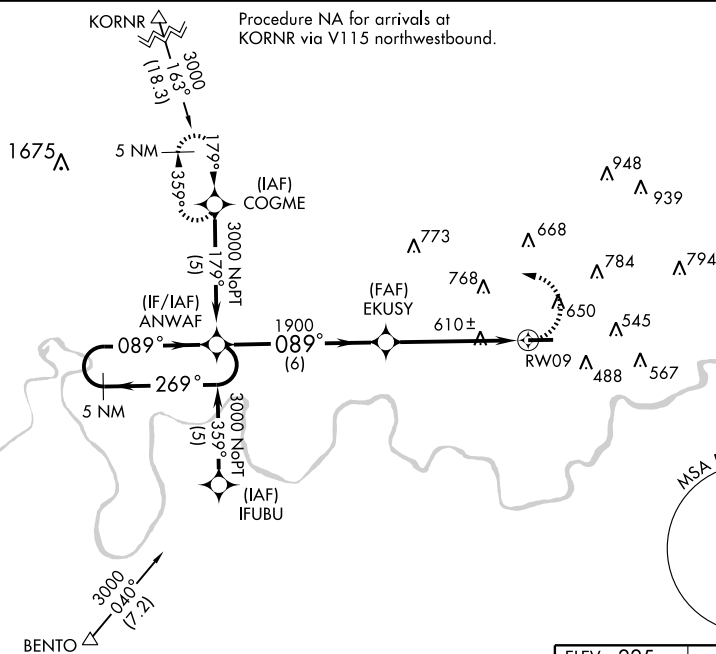 KORNR
Procedure NA for arrivals at
KORNR via V115 northwestbound.
3000
163°
(18.3)
1675
5 NM
179°
359°
(IAF)
COGME
948
939
3000 NoPT
179°
(5)
773
668
784
794
768
650
(IF/IAF)
ANWAF
(FAF)
EKUSY
1900
089°
(6)
610±
545
RW09
488
567
089°
269°
5 NM
3000 NoPT
359°
(5)
(IAF)
IFUBU
MSA
3000
040°
(7.2)
BENTO